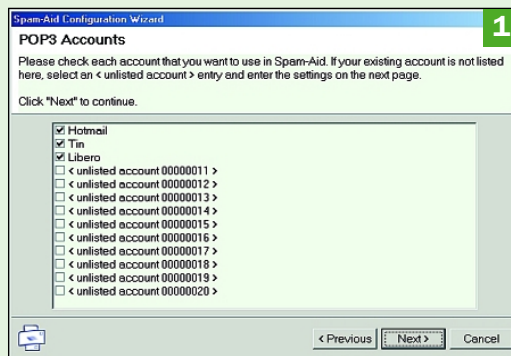 Spam-Aid Configuration Wizard
1
POP3 Accounts
Please check each account that you want to use in Spam-Aid. If your existing account is not listed
here, select an < unlisted account > entry and enter the settings on the next page.
Click "Next" to continue.
Hotmail
Tin
Libero
< unlisted account 00000011 >
< unlisted account 00000012 >
< unlisted account 00000013 >
< unlisted account 00000014 >
< unlisted account 00000015 >
< unlisted account 00000016 >
< unlisted account 00000017 >
< unlisted account 00000018 >
< unlisted account 00000019 >
< unlisted account 00000020 >
< Previous Next > Cancel